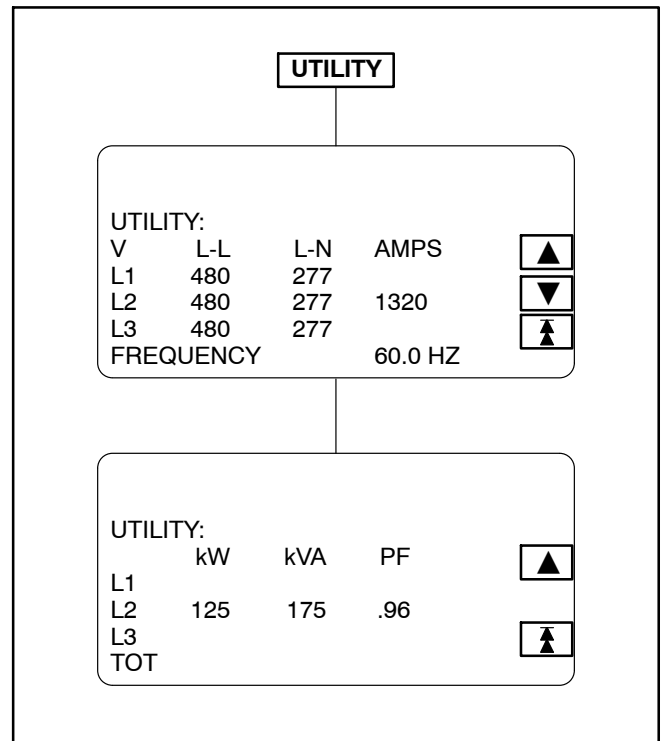 UTILITY
UTILITY:
V L-L L-N AMPS
L1 480 277
L2 480 277 1320
L3 480 277
FREQUENCY 60.0 HZ
UTILITY:
kW kVA PF
L1
L2 125 175 .96
L3
TOT